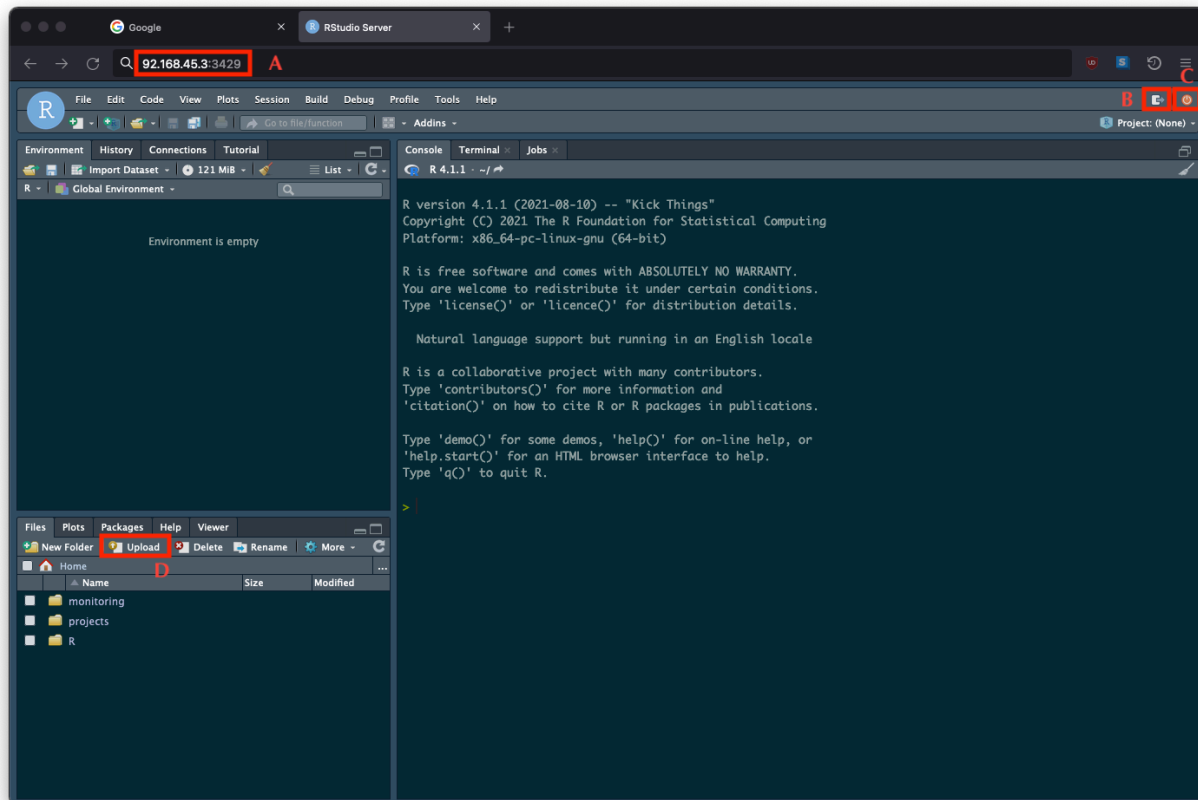 Google
RStudio Server
92.168.45.3:3429
A
C
R
File Edit Code View Plots Session Build Debug Profile Tools Help
B
Go to file/function
Addins
Project: (None)
Environment History Connections Tutorial
Import Dataset 121 MiB List
R Global Environment
Environment is empty
Console Terminal Jobs
R 4.1.1 · ~/
R version 4.1.1 (2021-08-10) -- "Kick Things"
Copyright (C) 2021 The R Foundation for Statistical Computing
Platform: x86_64-pc-linux-gnu (64-bit)
R is free software and comes with ABSOLUTELY NO WARRANTY.
You are welcome to redistribute it under certain conditions.
Type 'license()' or 'licence()' for distribution details.
Natural language support but running in an English locale
R is a collaborative project with many contributors.
Type 'contributors()' for more information and
'citation()' on how to cite R or R packages in publications.
Type 'demo()' for some demos, 'help()' for on-line help, or
'help.start()' for an HTML browser interface to help.
Type 'q()' to quit R.
>
Files Plots Packages Help Viewer
New Folder Upload Delete Rename More
D
Home ...
Name Size Modified
monitoring
projects
R